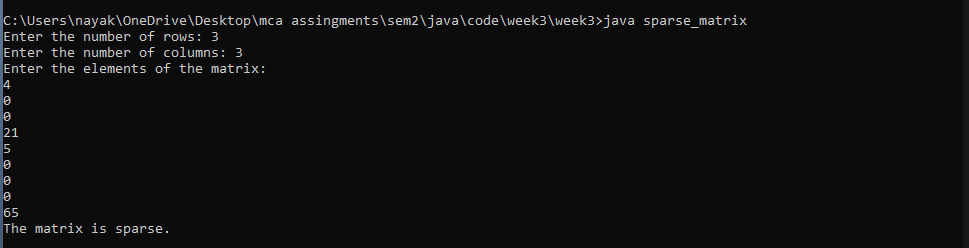 C:\Users\nayak\OneDrive\Desktop\mca assingments\sem2\java\code\week3\week3>java sparse_matrix
Enter the number of rows: 3
Enter the number of columns: 3
Enter the elements of the matrix:
4
0
0
21
5
0
0
0
65
The matrix is sparse.